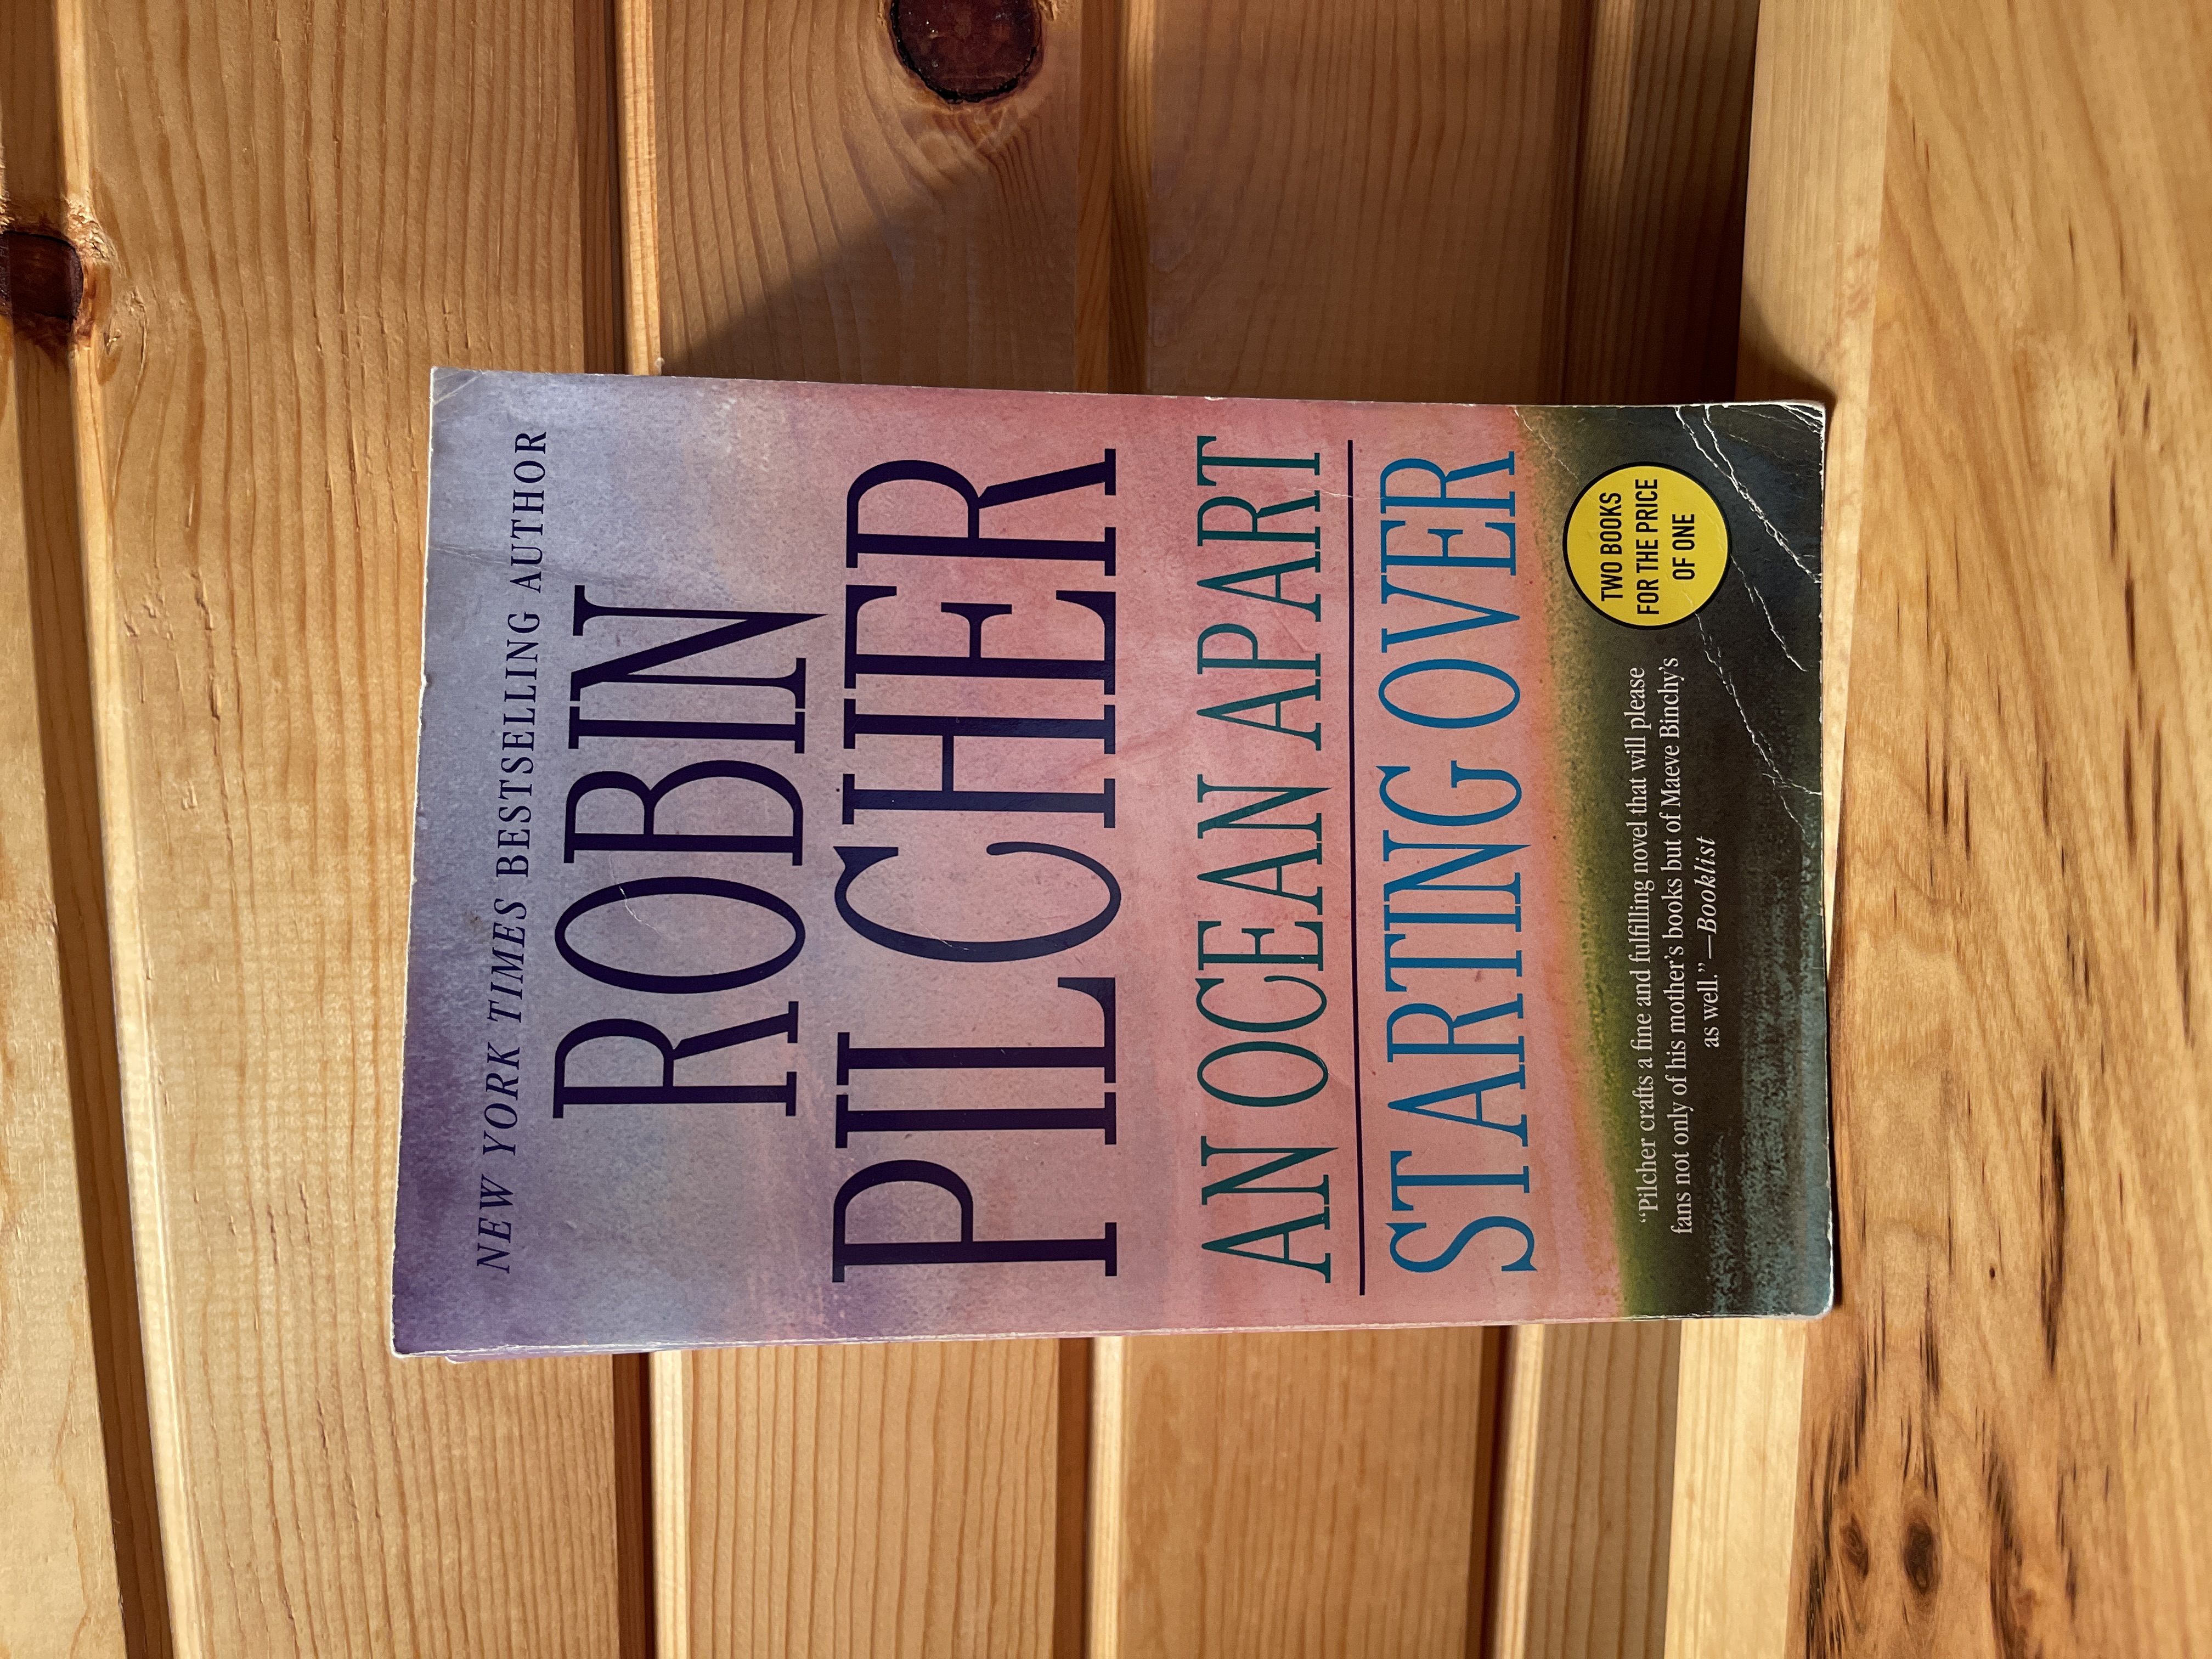 NEW YORK TIMES BESTSELLING AUTHOR
ROBIN
PILCHER
AN OCEAN APART
STARTING OVER
TWO BOOKS
FOR THE PRICE
OF ONE
“Pilcher crafts a fine and fulfilling novel that will please
fans not only of his mother’s books but of Maeve Binchy’s
as well.” —Booklist